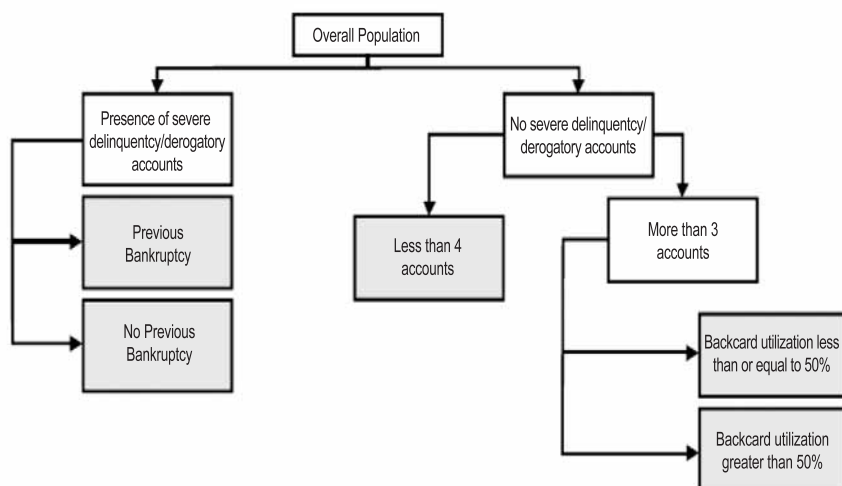 Overall Population
Presence of severe
delinquentcy/derogatory
accounts
No severe delinquentcy/
derogatory accounts
Previous
Bankruptcy
Less than 4
accounts
More than 3
accounts
No Previous
Bankruptcy
Backcard utilization less
than or equal to 50%
Backcard utilization
greater than 50%